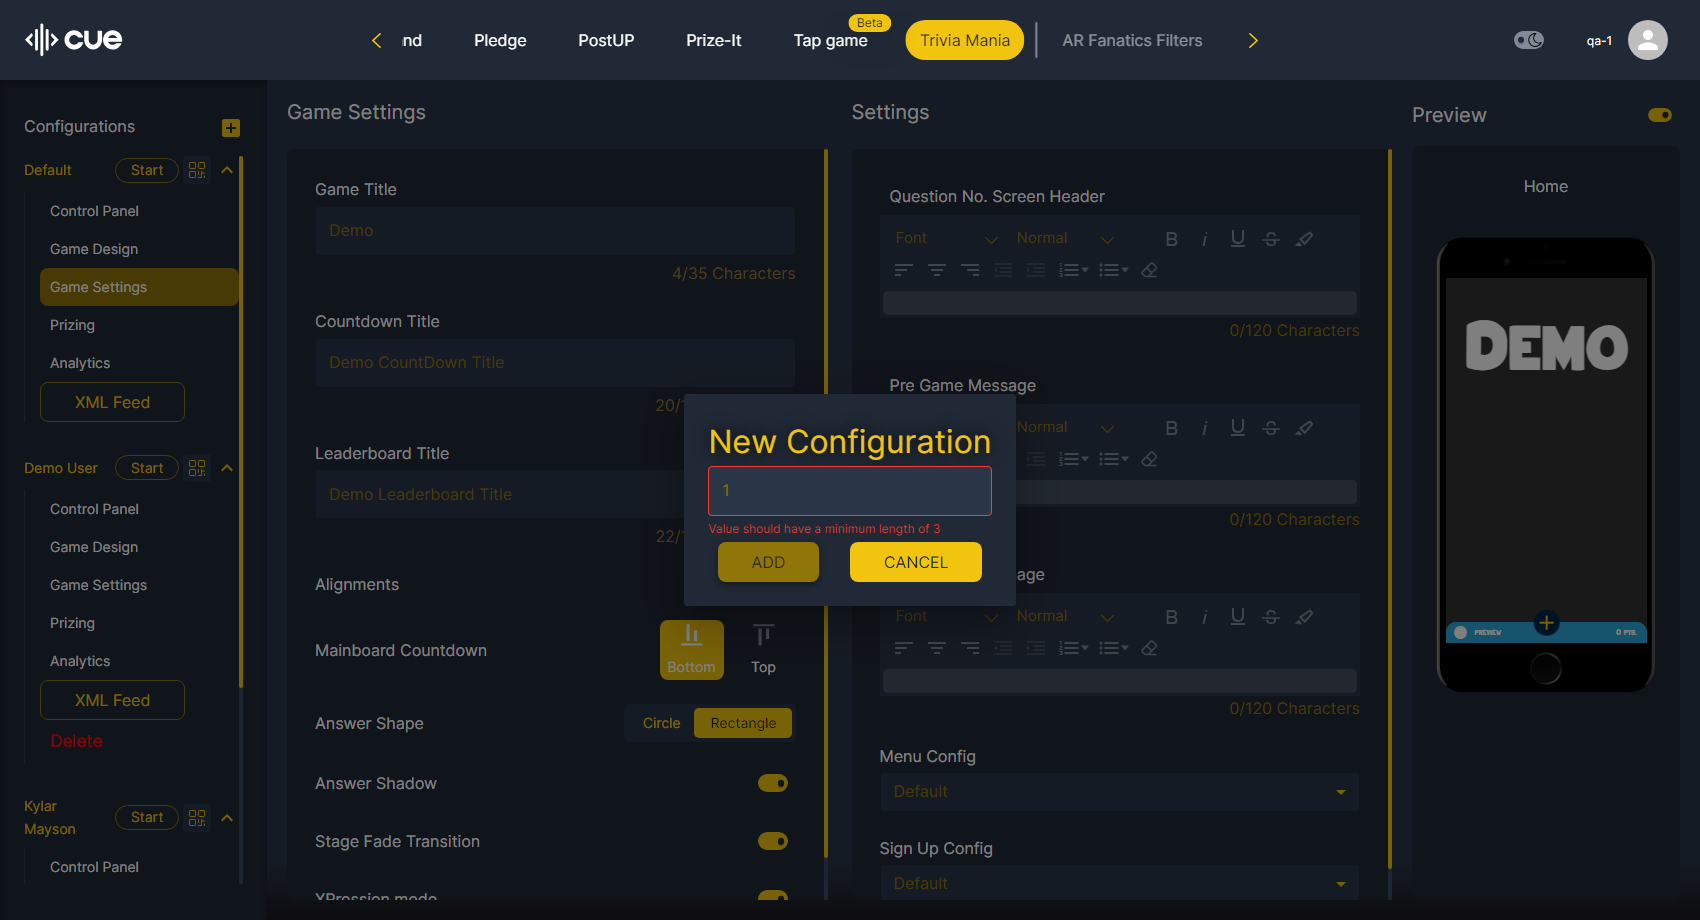 cue
nd
Pledge
PostUP
Prize-It
Tap game
Beta
Trivia Mania
AR Fanatics Filters
qa-1
Configurations
Default
Start
Control Panel
Game Design
Game Settings
Prizing
Analytics
XML Feed
Demo User
Start
Control Panel
Game Design
Game Settings
Prizing
Analytics
XML Feed
Delete
Kylar
Mayson
Start
Control Panel
Game Settings
Game Title
Demo
4/35 Characters
Countdown Title
Demo CountDown Title
20/
Leaderboard Title
Demo Leaderboard Title
22/
Alignments
Mainboard Countdown
Bottom
Top
Answer Shape
Circle
Rectangle
Answer Shadow
Stage Fade Transition
XPression mode
New Configuration
1
Value should have a minimum length of 3
ADD
CANCEL
Settings
Question No. Screen Header
Font
Normal
0/120 Characters
Pre Game Message
Normal
0/120 Characters
age
Font
Normal
0/120 Characters
Menu Config
Default
Sign Up Config
Default
Preview
Home
DEMO
PREVIEW
0 PTS.